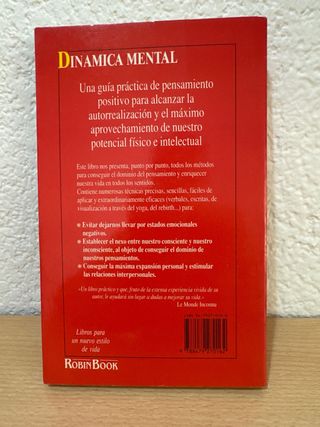 DINAMICA MENTAL
Una guía práctica de pensamiento
positivo para alcanzar la
autorrealización y el máximo
aprovechamiento de nuestro
potencial físico e intelectual
Este libro nos presenta, punto por punto, todos los métodos
para conseguir el dominio del pensamiento y enriquecer
nuestra vida en todos los sentidos.
Contiene numerosas técnicas precisas, sencillas, fáciles de
aplicar y extraordinariamente eficaces (verbales, escritas, de
visualización a través del yoga, del rebirth...) para:
Evitar dejarnos llevar por estados emocionales
negativos.
Establecer el nexo entre nuestro consciente y nuestro
inconsciente, al objeto de conseguir el dominio de
nuestros pensamientos.
Conseguir la máxima expansión personal y estimular
las relaciones interpersonales.
«Un libro práctico y que, fruto de la extensa experiencia vivida de su
autor, le ayudará sin lugar a dudas a mejorar su vida.»
Le Monde Inconnu
Libros para
un nuevo estilo
de vida
ROBINBOOK